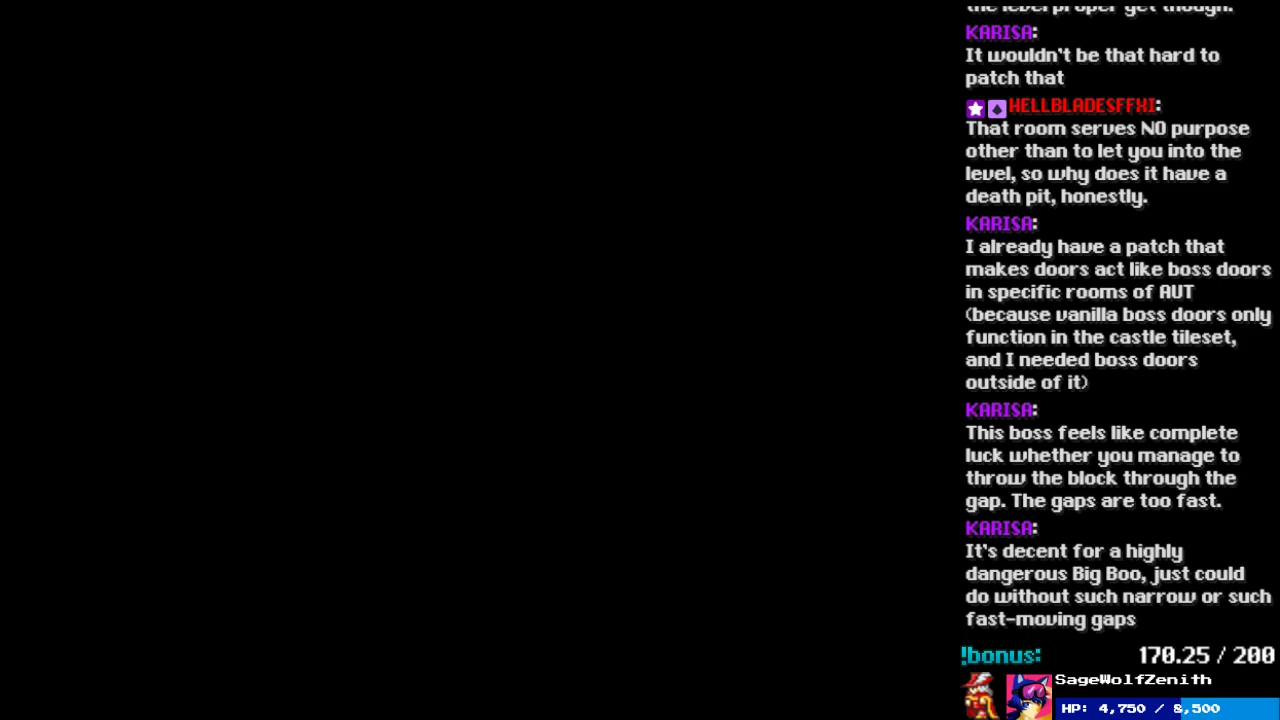 the level proper yet though.
KARISA:
It wouldn't be that hard to
patch that
HELLBLADESFFXI:
That room serves NO purpose
other than to let you into the
level, so why does it have a
death pit, honestly.
KARISA:
I already have a patch that
makes doors act like boss doors
in specific rooms of AUT
(because vanilla boss doors only
function in the castle tileset,
and I needed boss doors
outside of it)
KARISA:
This boss feels like complete
luck whether you manage to
throw the block through the
gap. The gaps are too fast.
KARISA:
It's decent for a highly
dangerous Big Boo, just could
do without such narrow or such
fast-moving gaps
!bonus: 170.25 / 200
SageWolfZenith
HP: 4,750 / 8,500